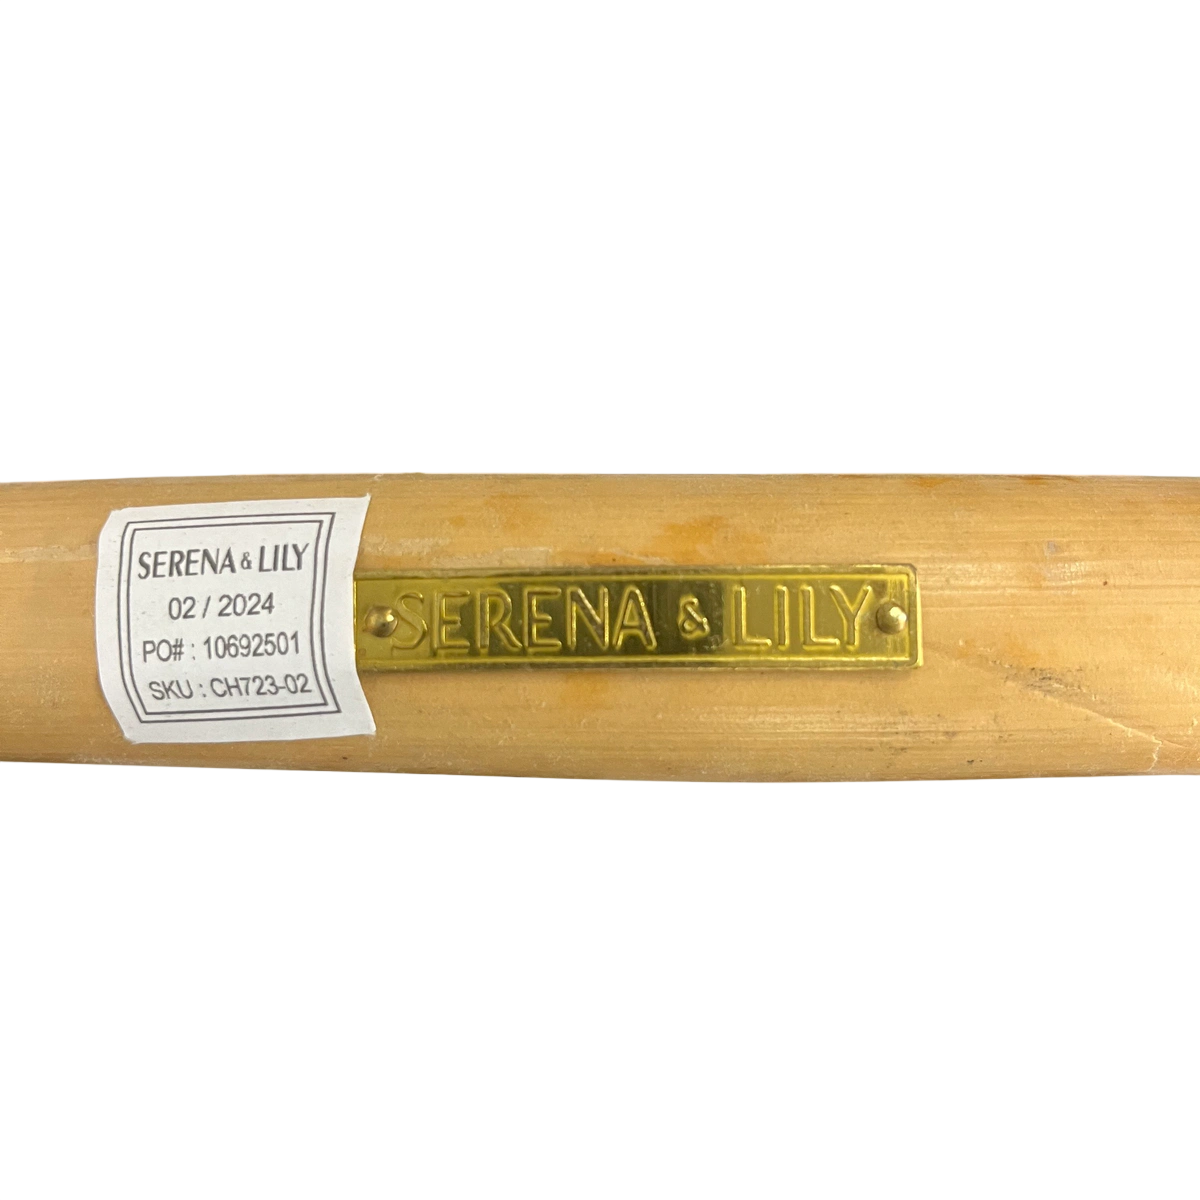 SERENA & LILY
02 / 2024
PO# : 10692501
SKU : CH723-02
SERENA & LILY